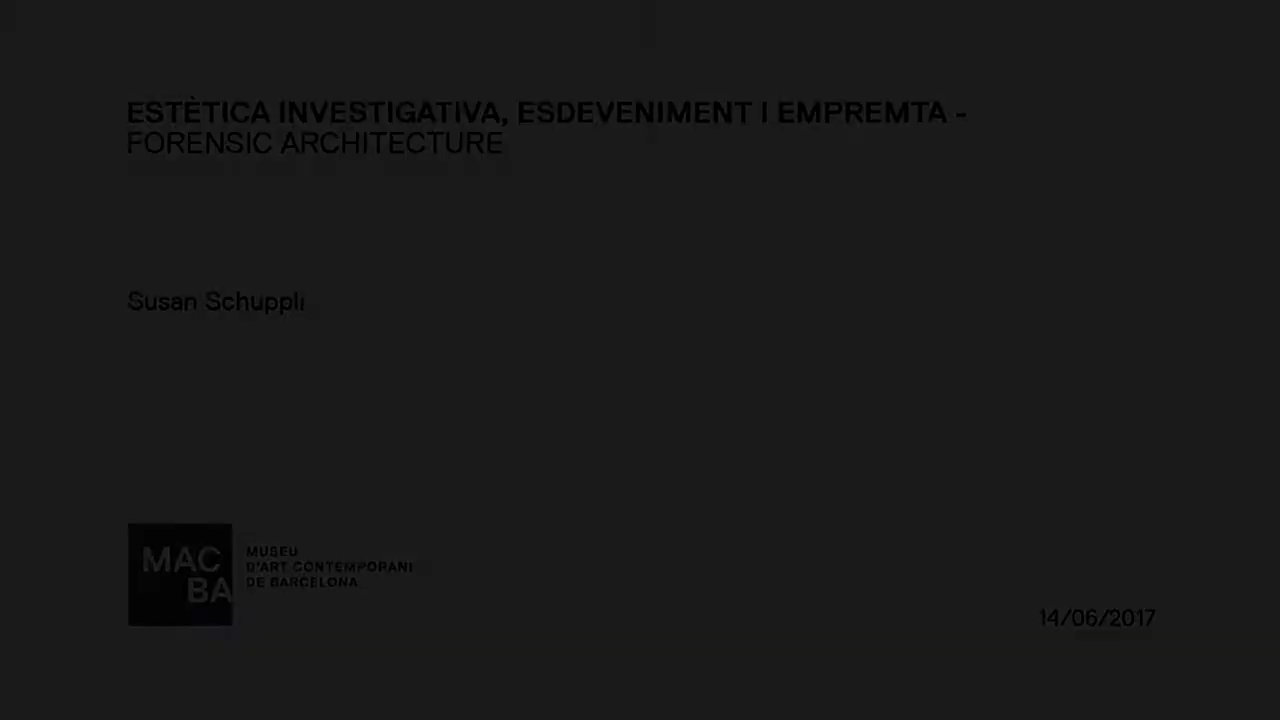 ESTÈTICA INVESTIGATIVA, ESDEVENIMENT I EMPREMTA -
FORENSIC ARCHITECTURE
Susan Schuppli
MAC
BA
MUSEU
D'ART CONTEMPORANI
DE BARCELONA
14/06/2017